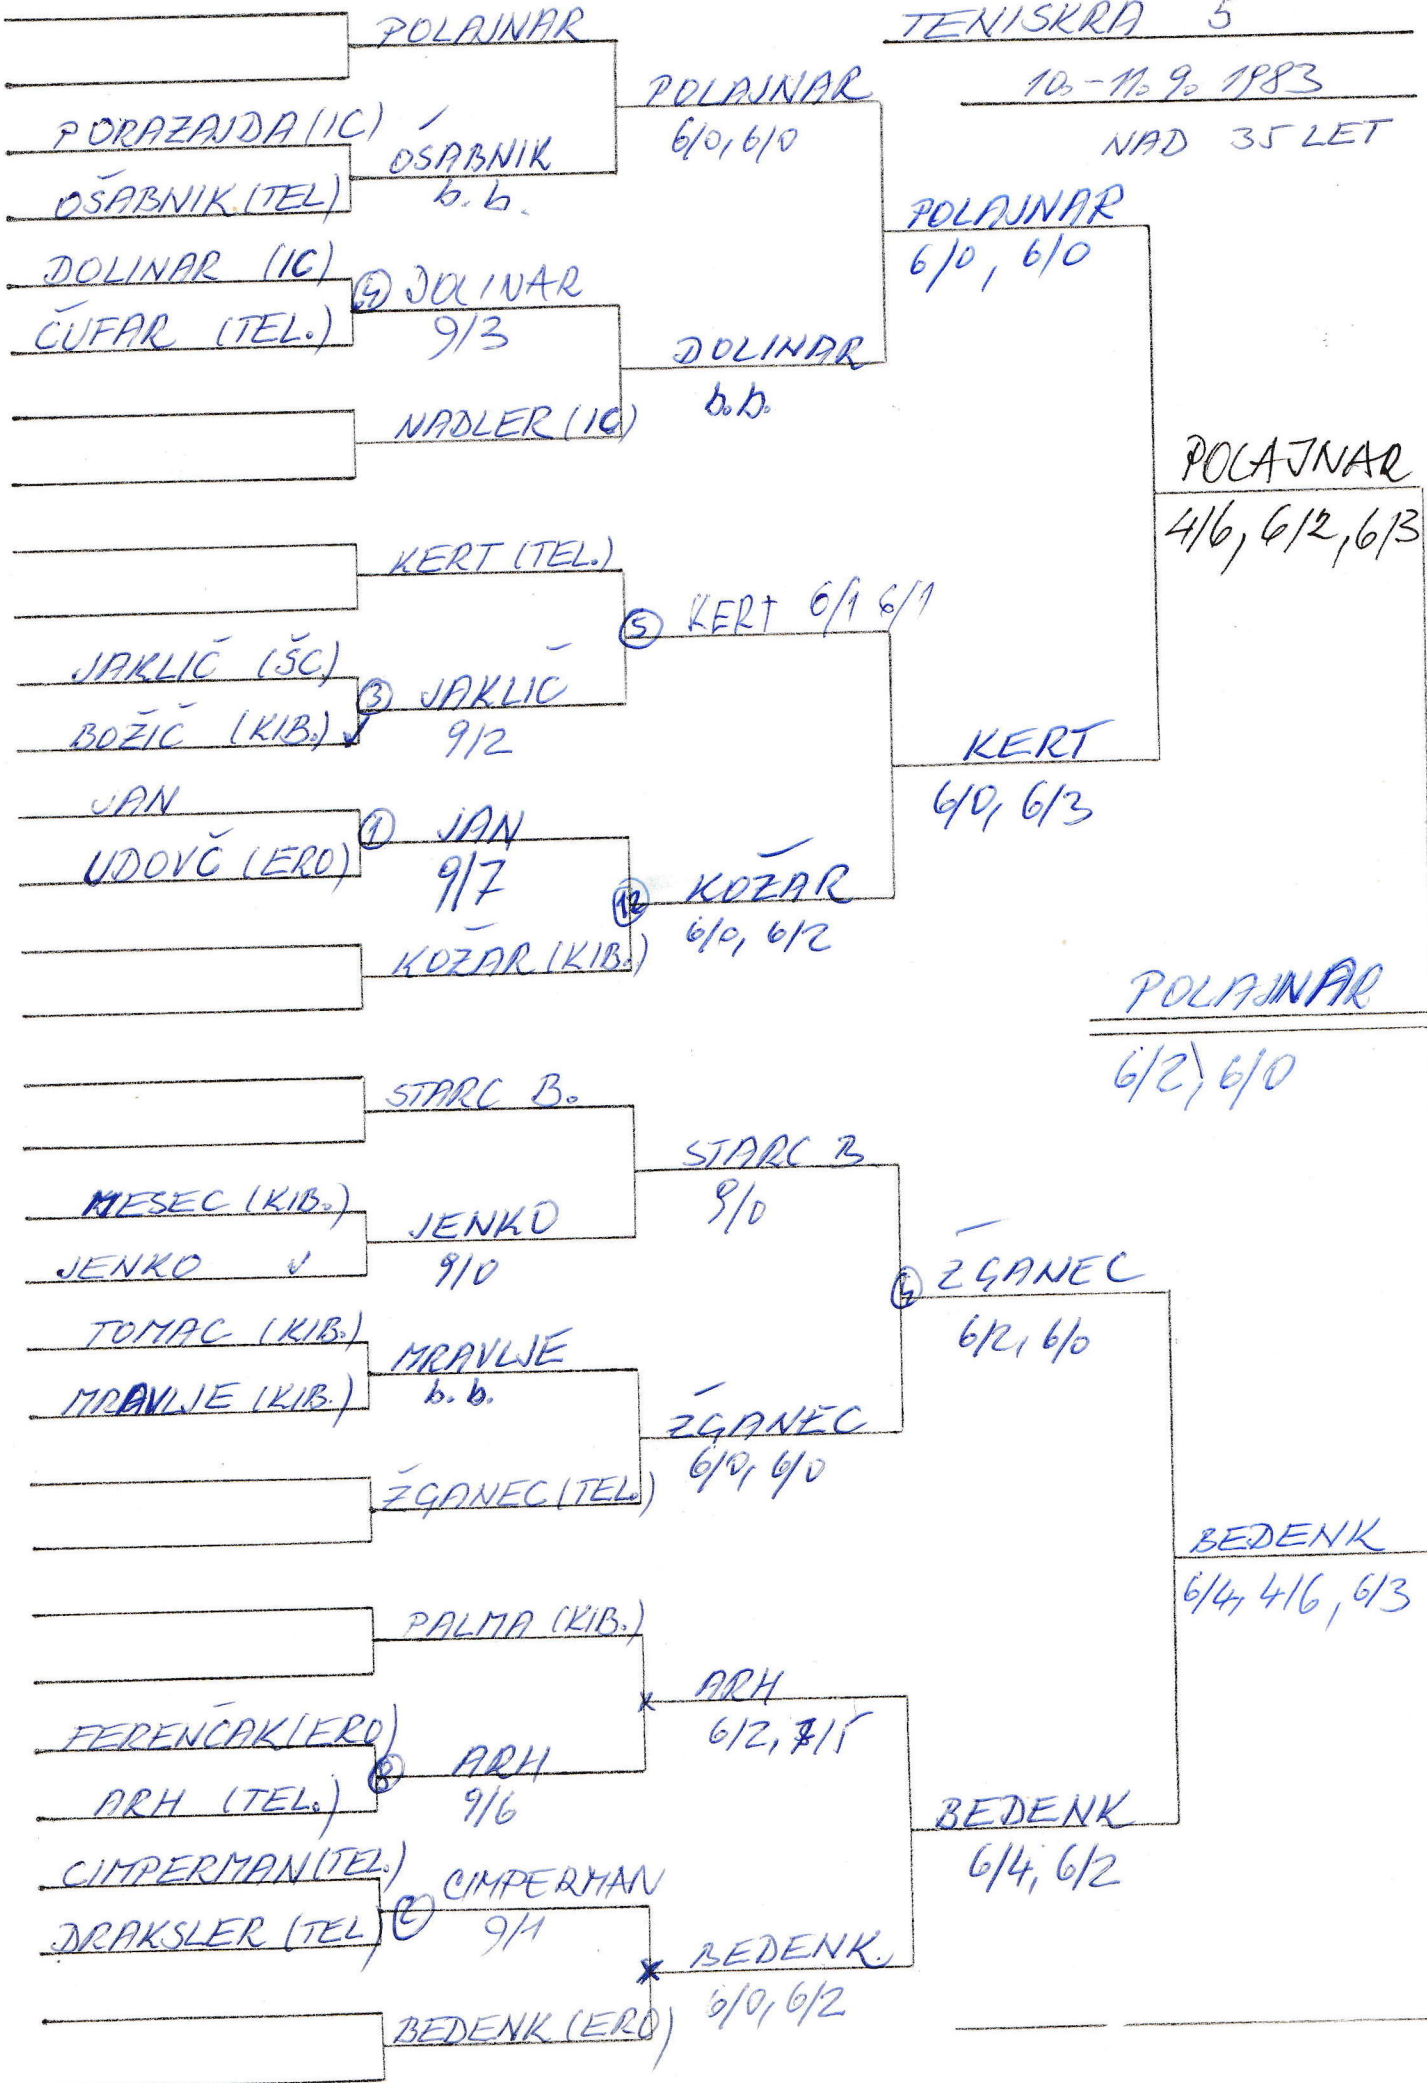 TENISKRA 5
10.-11. 9. 1983
NAD 35 LET
POLAJNAR
PORAZAJDA (IC)
OŠABNIK (TEL)
OŠABNIK
b.b.
POLAJNAR
6/0, 6/0
DOLINAR (IC)
ČUFAR (TEL.)
DOLINAR
9/3
NADLER (IC)
DOLINAR
b.b.
POLAJNAR
6/0, 6/0
KERT (TEL.)
JAKLIČ (ŠC)
BOŽIČ (KIB.)
3 JAKLIČ
9/2
5 KERT 6/1 6/1
JAN
UDOVČ (ERO)
1 JAN
9/7
KOŽAR (KIB.)
12 KOŽAR
6/0, 6/2
KERT
6/0, 6/3
POLAJNAR
4/6, 6/2, 6/3
POLAJNAR
6/2, 6/0
STARC B.
MESEC (KIB.)
JENKO
JENKO
9/0
STARC B
9/0
TOMAC (KIB.)
MRAVLJE (KIB.)
MRAVLJE
b.b.
ŽGANEC (TEL.)
ŽGANEC
6/0, 6/0
ŽGANEC
6/2, 6/0
PALMA (KIB.)
FERENČAK (ERO)
ARH (TEL.)
ARH
9/6
x ARH
6/2, 7/5
CIMPERMAN (TEL.)
DRAKSLER (TEL)
CIMPERMAN
9/1
BEDENK (ERO)
x BEDENK
6/0, 6/2
BEDENK
6/4, 6/2
BEDENK
6/4, 4/6, 6/3